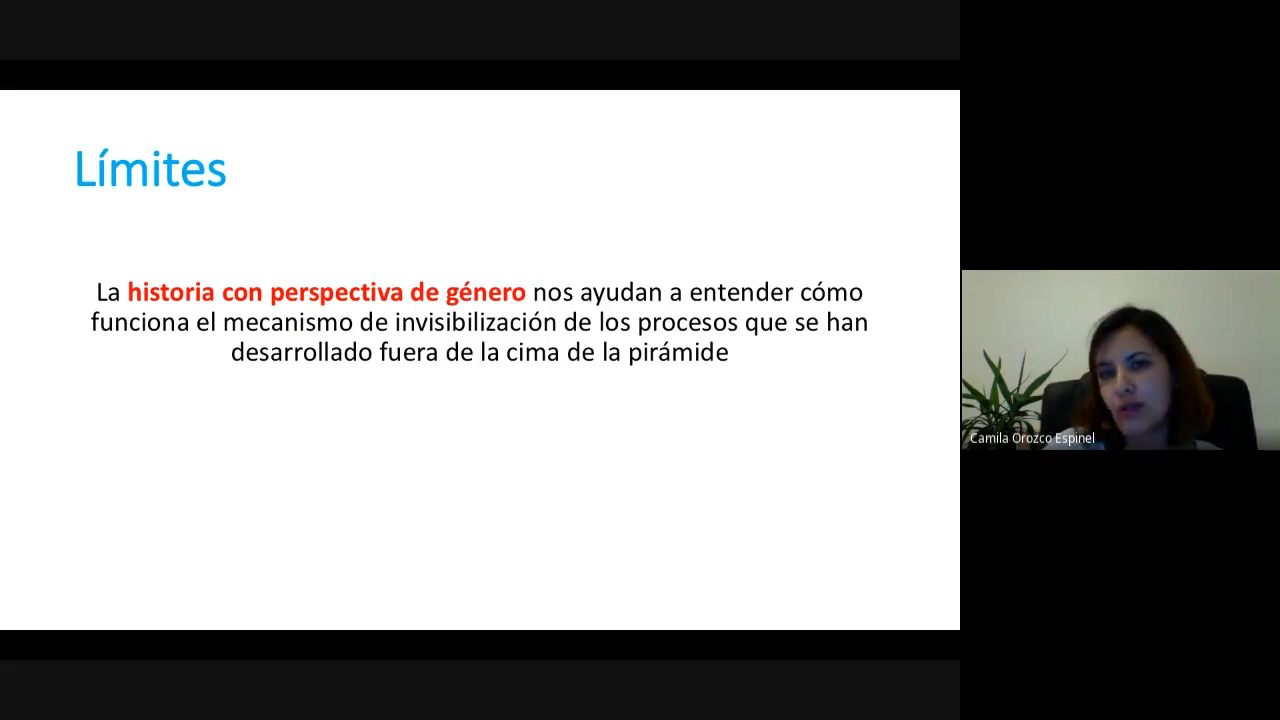 Límites
La historia con perspectiva de género nos ayudan a entender cómo
funciona el mecanismo de invisibilización de los procesos que se han
desarrollado fuera de la cima de la pirámide
Camila Orozco Espinel